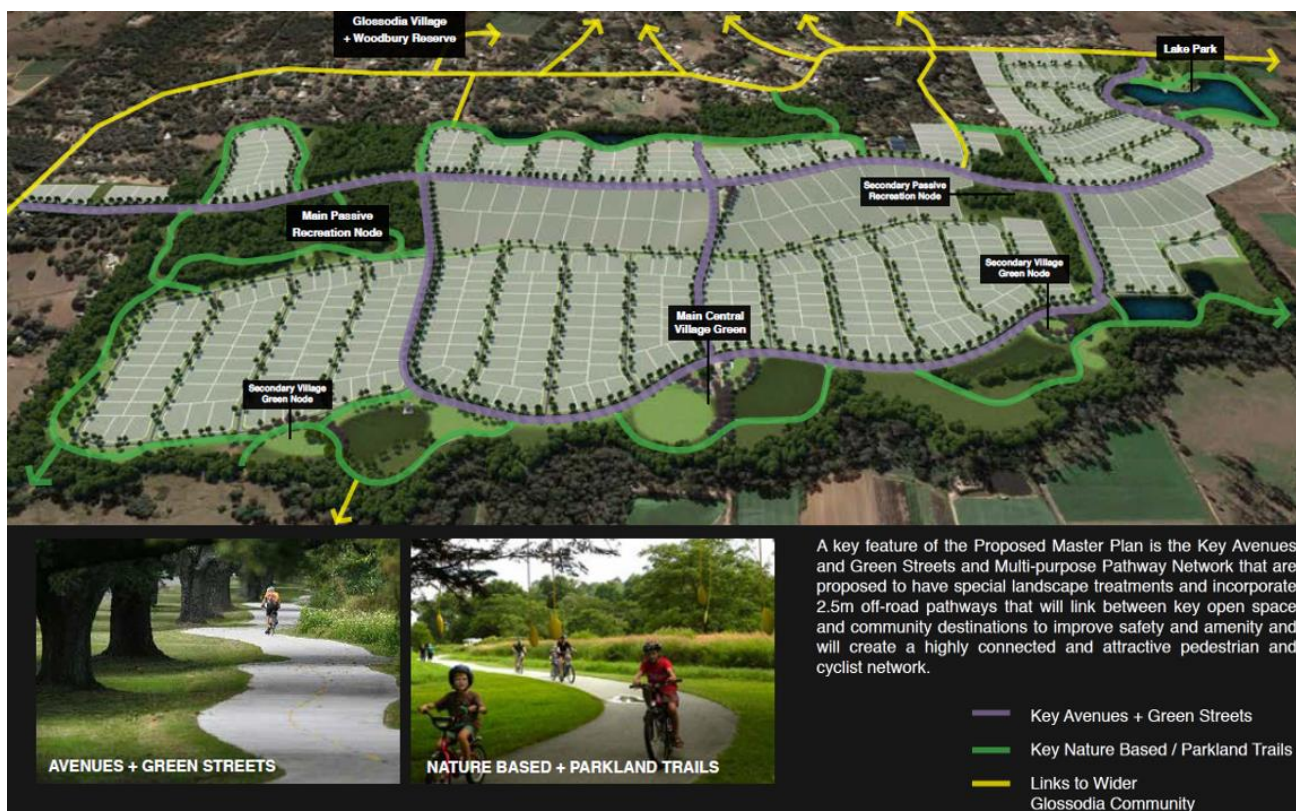 Glossodia Village
+ Woodbury Reserve
Lake Park
Secondary Passive
Recreation Node
Main Passive
Recreation Node
Secondary Village
Green Node
Main Central
Village Green
Secondary Village
Green Node
A key feature of the Proposed Master Plan is the Key Avenues
and Green Streets and Multi-purpose Pathway Network that are
proposed to have special landscape treatments and incorporate
2.5m off-road pathways that will link between key open space
and community destinations to improve safety and amenity and
will create a highly connected and attractive pedestrian and
cyclist network.
Key Avenues + Green Streets
Key Nature Based / Parkland Trails
Links to Wider
Glossodia Community
AVENUES + GREEN STREETS
NATURE BASED + PARKLAND TRAILS